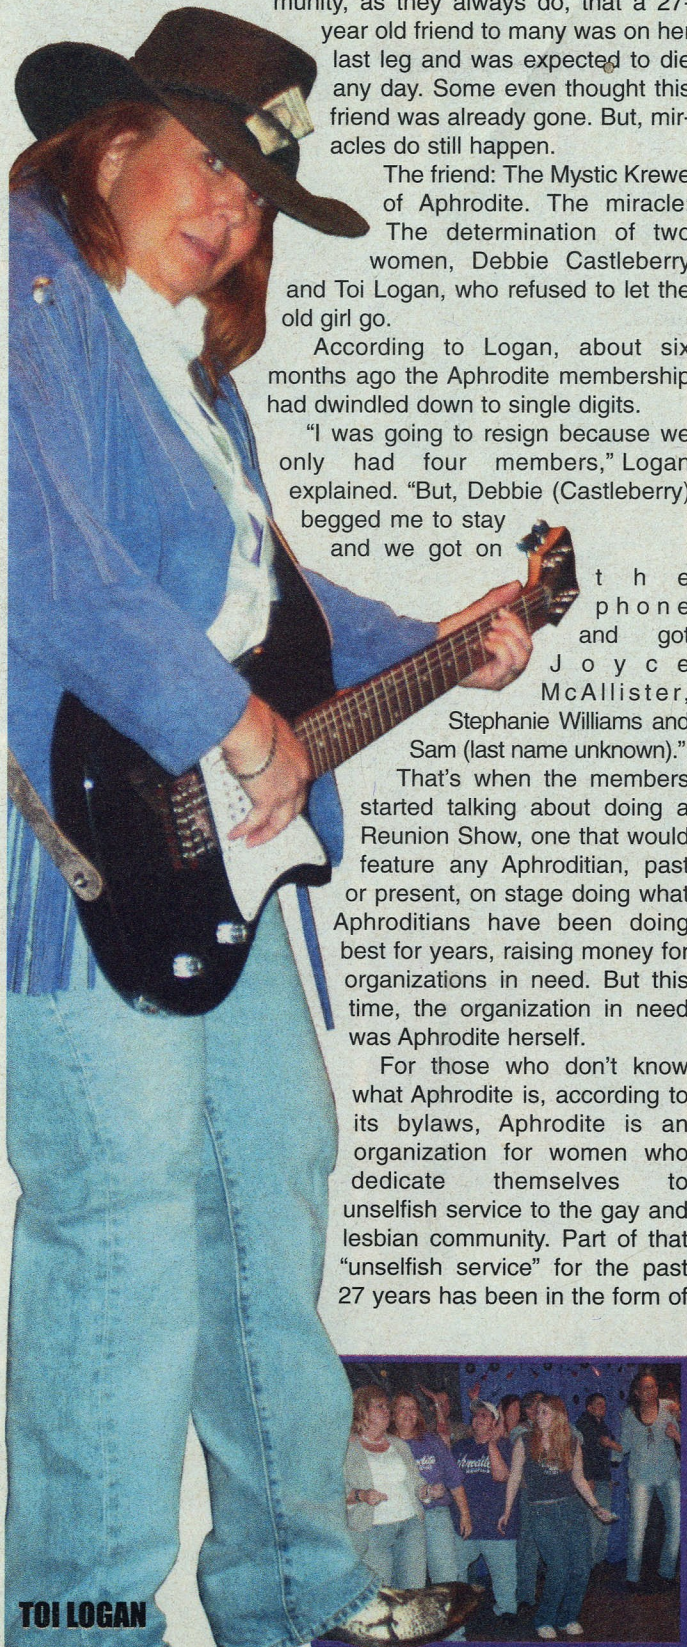 munity, as they always do, that a 27-
year old friend to many was on her
last leg and was expected to die
any day. Some even thought this
friend was already gone. But, mir-
acles do still happen.
The friend: The Mystic Krewe
of Aphrodite. The miracle
The determination of two
women, Debbie Castleberry
and Toi Logan, who refused to let the
old girl go.
According to Logan, about six
months ago the Aphrodite membership
had dwindled down to single digits.
“I was going to resign because we
only had four members,” Logan
explained. “But, Debbie (Castleberry)
begged me to stay
and we got on
the
phone
and got
Joyce
McAllister,
Stephanie Williams and
Sam (last name unknown).”
That’s when the members
started talking about doing a
Reunion Show, one that would
feature any Aphroditian, past
or present, on stage doing what
Aphroditians have been doing
best for years, raising money for
organizations in need. But this
time, the organization in need
was Aphrodite herself.
For those who don’t know
what Aphrodite is, according to
its bylaws, Aphrodite is an
organization for women who
dedicate themselves to
unselfish service to the gay and
lesbian community. Part of that
“unselfish service” for the past
27 years has been in the form of
TOI LOGAN